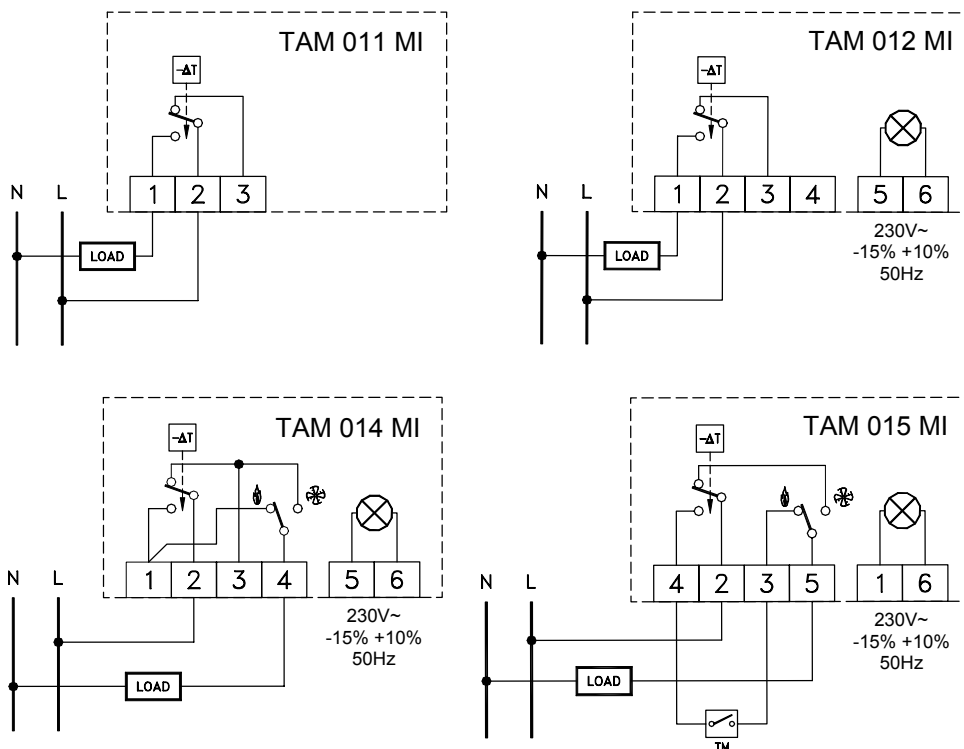 TAM 011 MI
-ΔT
1 2 3
N L
LOAD
TAM 012 MI
-ΔT
1 2 3 4 5 6
N L
LOAD
230V~
-15% +10%
50Hz
TAM 014 MI
-ΔT
1 2 3 4 5 6
N L
LOAD
230V~
-15% +10%
50Hz
TAM 015 MI
-ΔT
4 2 3 5 1 6
N L
LOAD
230V~
-15% +10%
50Hz
TM